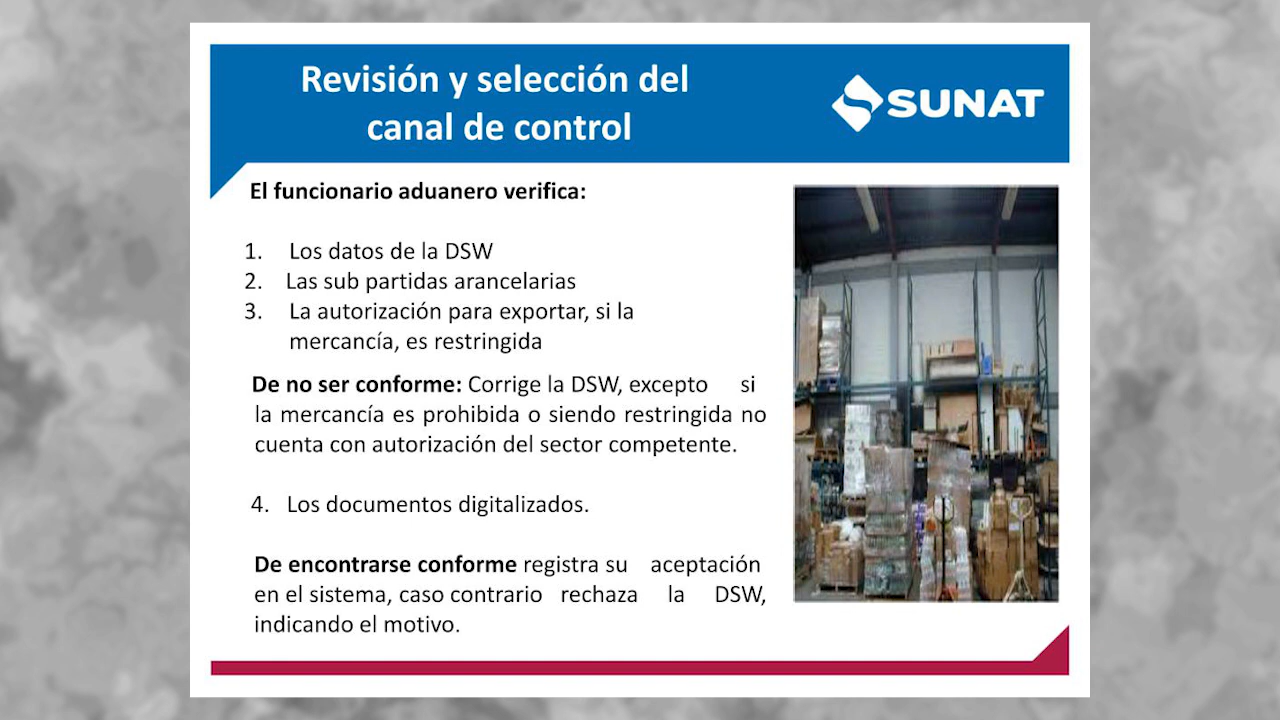 Revisión y selección del
canal de control
SUNAT
El funcionario aduanero verifica:
1. Los datos de la DSW
2. Las sub partidas arancelarias
3. La autorización para exportar, si la
mercancía, es restringida
De no ser conforme: Corrige la DSW, excepto si
la mercancía es prohibida o siendo restringida no
cuenta con autorización del sector competente.
4. Los documentos digitalizados.
De encontrarse conforme registra su aceptación
en el sistema, caso contrario rechaza la DSW,
indicando el motivo.